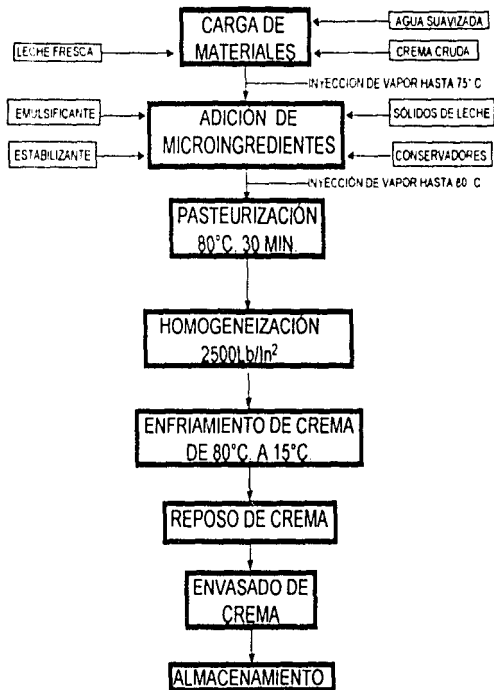 CARGA DE
MATERIALES
AGUA SUAVIZADA
LECHE FRESCA
CREMA CRUDA
INYECCIÓN DE VAPOR HASTA 75° C
EMULSIFICANTE
ADICIÓN DE
MICROINGREDIENTES
SÓLIDOS DE LECHE
ESTABILIZANTE
CONSERVADORES
INYECCIÓN DE VAPOR HASTA 80 C
PASTEURIZACIÓN
80°C. 30 MIN.
HOMOGENEIZACIÓN
2500Lb/In²
ENFRIAMIENTO DE CREMA
DE 80°C. A 15°C.
REPOSO DE CREMA
ENVASADO DE
CREMA
ALMACENAMIENTO